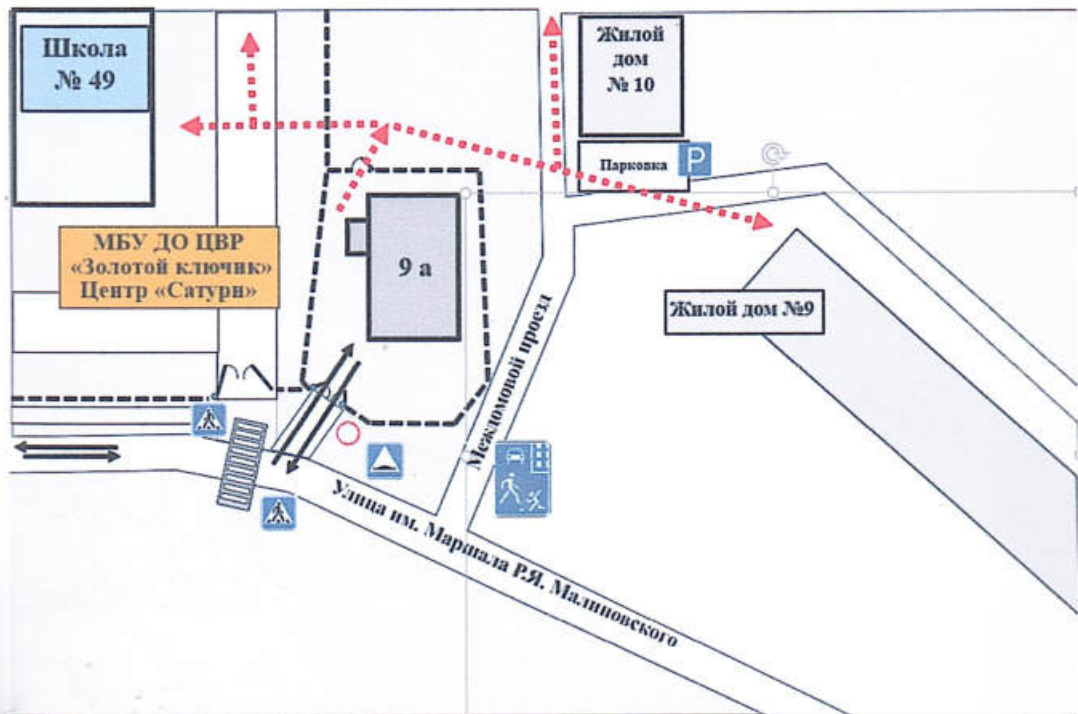 Школа
№ 49
Жилой
дом
№ 10
Парковка
P
МБУ ДО ЦВР
«Золотой ключик»
Центр «Сатурн»
9 а
Жилой дом №9
Междомовой проезд
Улица им. Маршала Р.Я. Малиновского